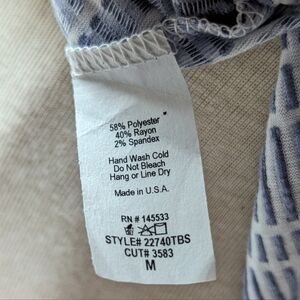 58% Polyester
40% Rayon
2% Spandex
Hand Wash Cold
Do Not Bleach
Hang or Line Dry
Made in U.S.A.
RN # 145533
STYLE# 22740TBS
CUT# 3583
M